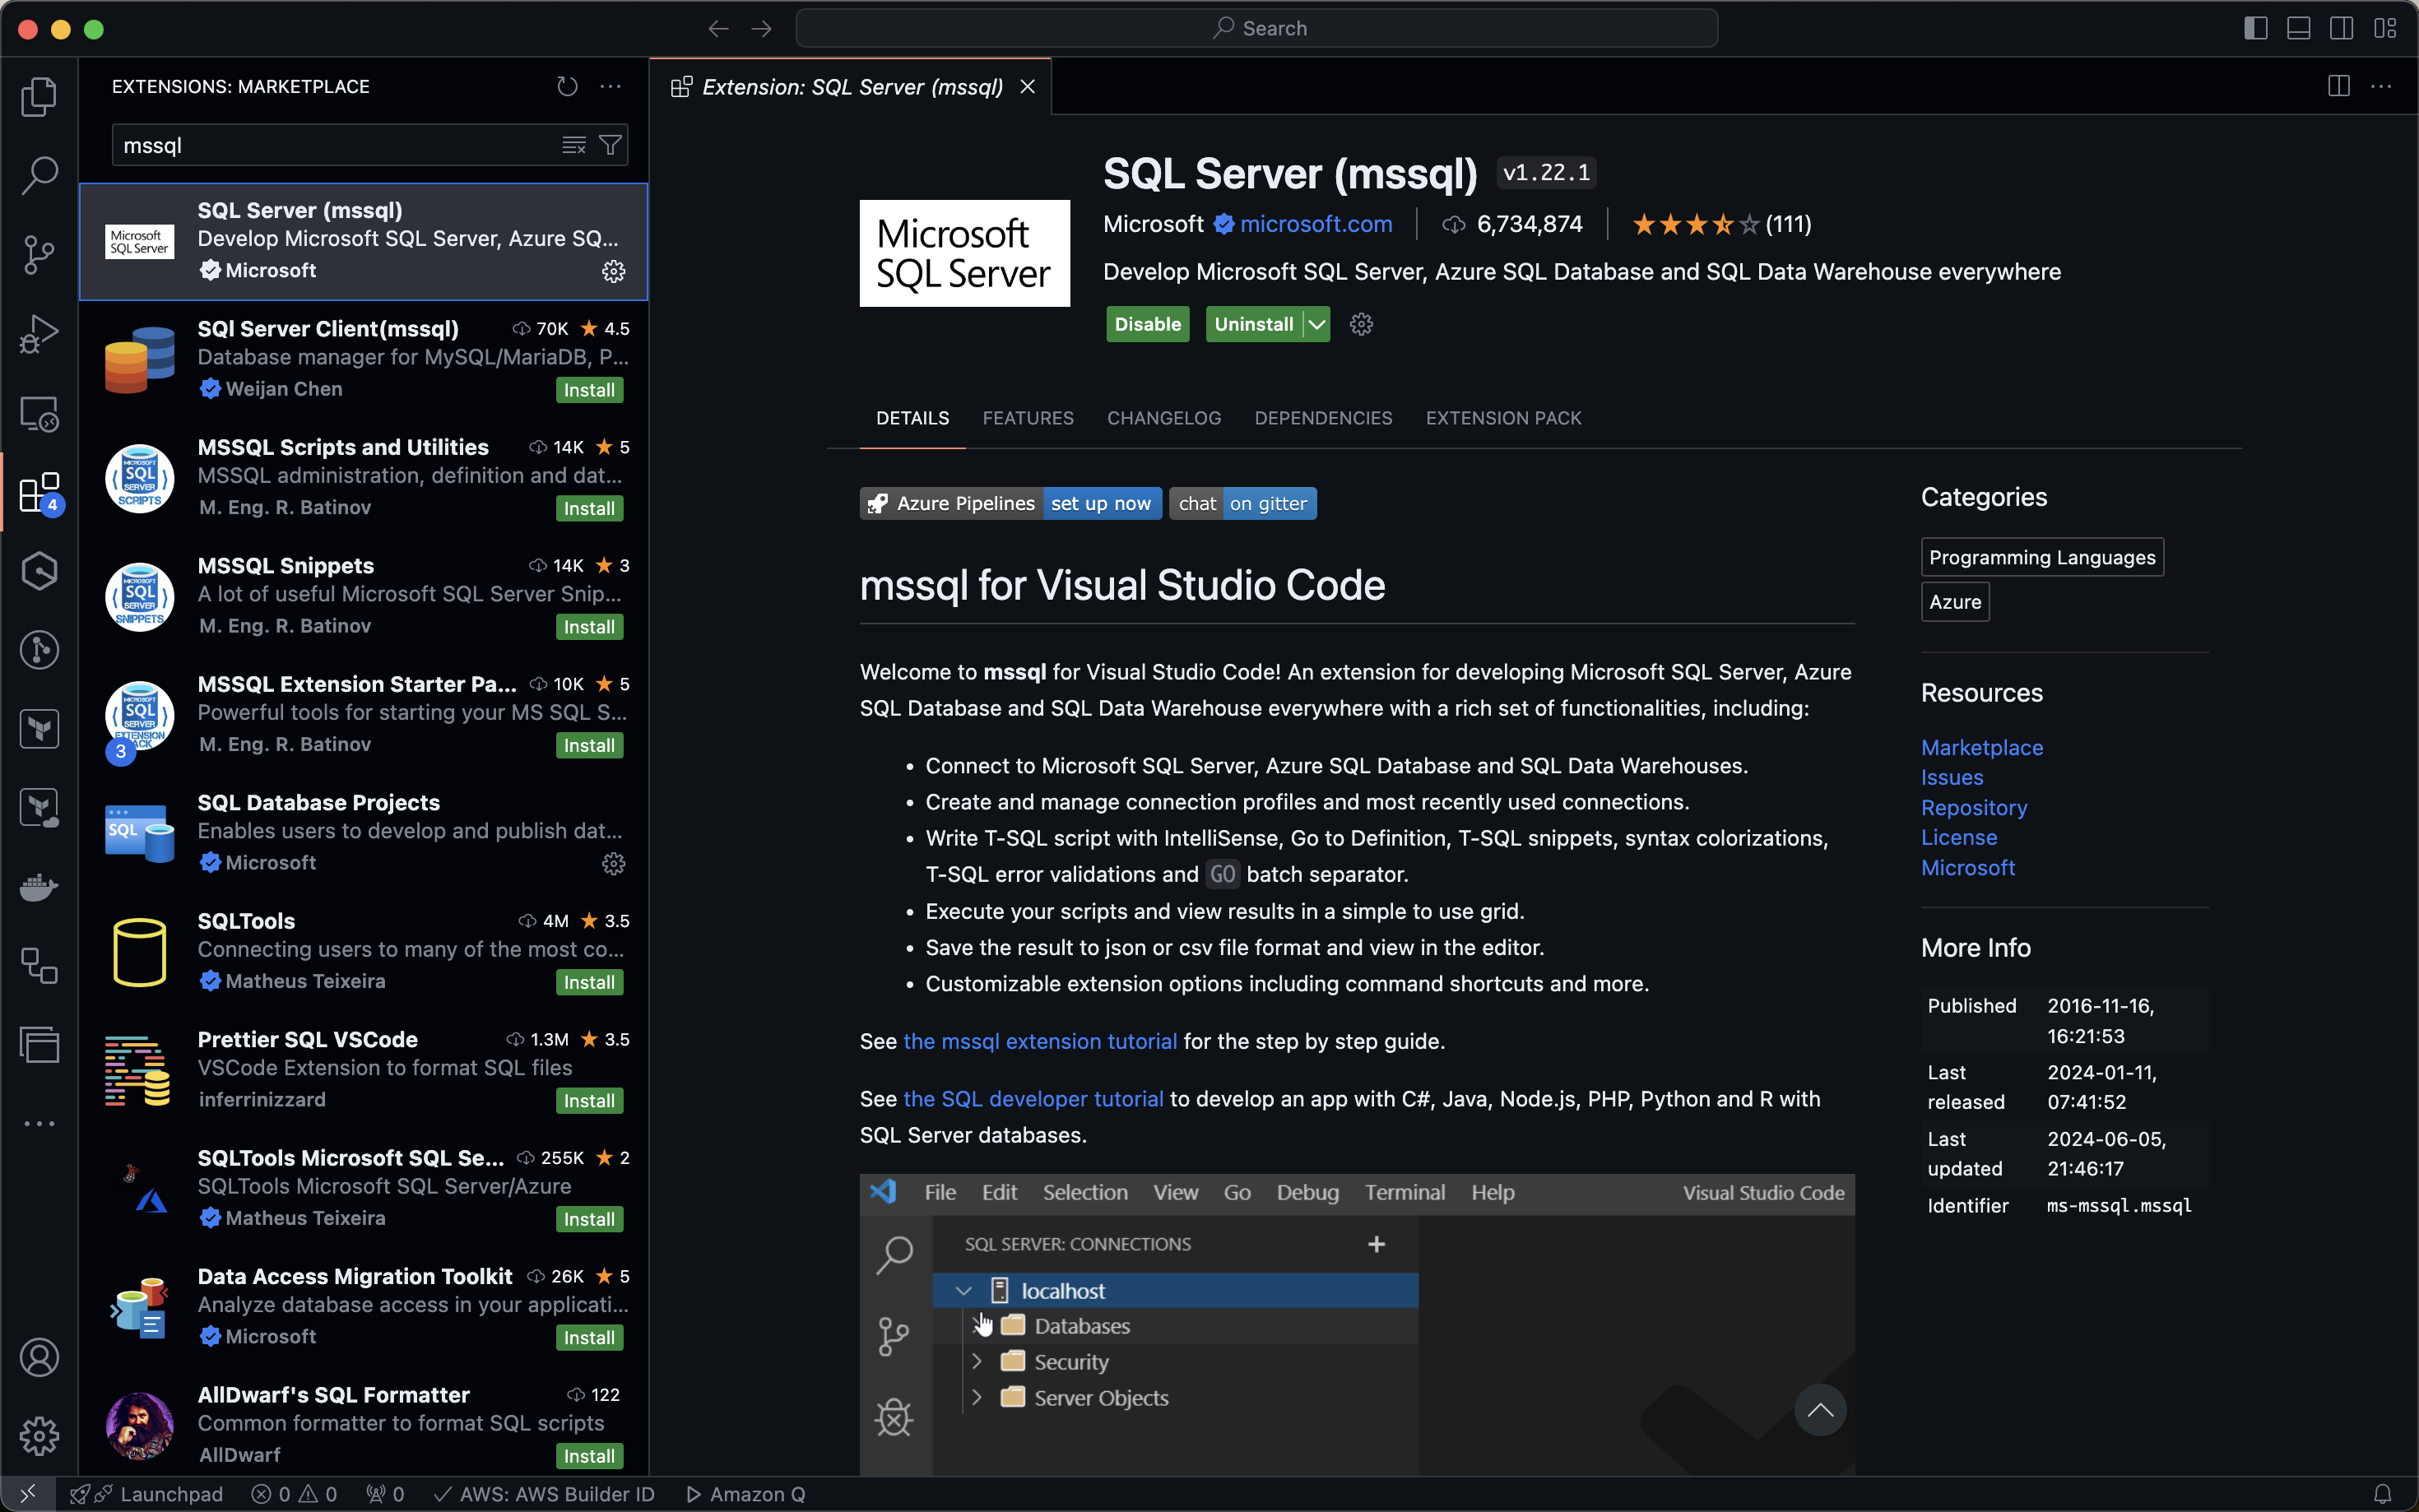 Search
EXTENSIONS: MARKETPLACE
mssql
SQL Server (mssql)
Develop Microsoft SQL Server, Azure SQ...
Microsoft
Microsoft
SQL Server
SQl Server Client(mssql)
70K
4.5
Database manager for MySQL/MariaDB, P...
Weijan Chen
Install
MSSQL Scripts and Utilities
14K
5
MSSQL administration, definition and dat...
M. Eng. R. Batinov
Install
MICROSOFT
SQL
SERVER
SCRIPTS
MSSQL Snippets
14K
3
A lot of useful Microsoft SQL Server Snip...
M. Eng. R. Batinov
Install
MICROSOFT
SQL
SERVER
SNIPPETS
MSSQL Extension Starter Pa...
10K
5
Powerful tools for starting your MS SQL S...
M. Eng. R. Batinov
Install
MICROSOFT
SQL
SERVER
EXTENSION
PACK
3
SQL Database Projects
Enables users to develop and publish dat...
Microsoft
SQL
SQLTools
4M
3.5
Connecting users to many of the most co...
Matheus Teixeira
Install
Prettier SQL VSCode
1.3M
3.5
VSCode Extension to format SQL files
inferrinizzard
Install
SQLTools Microsoft SQL Se...
255K
2
SQLTools Microsoft SQL Server/Azure
Matheus Teixeira
Install
Data Access Migration Toolkit
26K
5
Analyze database access in your applicati...
Microsoft
Install
AllDwarf's SQL Formatter
122
Common formatter to format SQL scripts
AllDwarf
Install
4
Extension: SQL Server (mssql)
Microsoft
SQL Server
SQL Server (mssql)
v1.22.1
Microsoft
microsoft.com
6,734,874
(111)
Develop Microsoft SQL Server, Azure SQL Database and SQL Data Warehouse everywhere
Disable
Uninstall
DETAILS
FEATURES
CHANGELOG
DEPENDENCIES
EXTENSION PACK
Azure Pipelines set up now
chat on gitter
mssql for Visual Studio Code
Welcome to mssql for Visual Studio Code! An extension for developing Microsoft SQL Server, Azure
SQL Database and SQL Data Warehouse everywhere with a rich set of functionalities, including:
• Connect to Microsoft SQL Server, Azure SQL Database and SQL Data Warehouses.
• Create and manage connection profiles and most recently used connections.
• Write T-SQL script with IntelliSense, Go to Definition, T-SQL snippets, syntax colorizations,
T-SQL error validations and GO batch separator.
• Execute your scripts and view results in a simple to use grid.
• Save the result to json or csv file format and view in the editor.
• Customizable extension options including command shortcuts and more.
See the mssql extension tutorial for the step by step guide.
See the SQL developer tutorial to develop an app with C#, Java, Node.js, PHP, Python and R with
SQL Server databases.
File Edit Selection View Go Debug Terminal Help
Visual Studio Code
SQL SERVER: CONNECTIONS
localhost
Databases
Security
Server Objects
Categories
Programming Languages
Azure
Resources
Marketplace
Issues
Repository
License
Microsoft
More Info
Published
2016-11-16,
16:21:53
Last
released
2024-01-11,
07:41:52
Last
updated
2024-06-05,
21:46:17
Identifier
ms-mssql.mssql
Launchpad
0
0
0
AWS: AWS Builder ID
Amazon Q